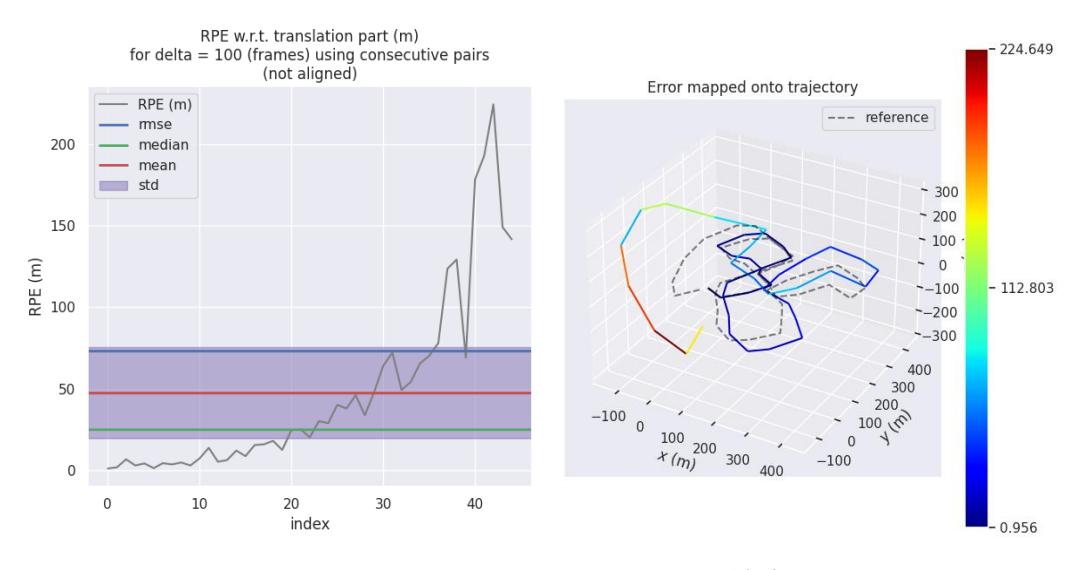 RPE w.r.t. translation part (m)
for delta = 100 (frames) using consecutive pairs
(not aligned)
RPE (m)
rmse
median
mean
std
200
150
100
50
0
RPE (m)
0
10
20
30
40
index
Error mapped onto trajectory
reference
300
200
100
0
−100
−200
−300
400
300
200
100
0
−100
y (m)
−100
0
100
200
300
400
x (m)
224.649
112.803
0.956